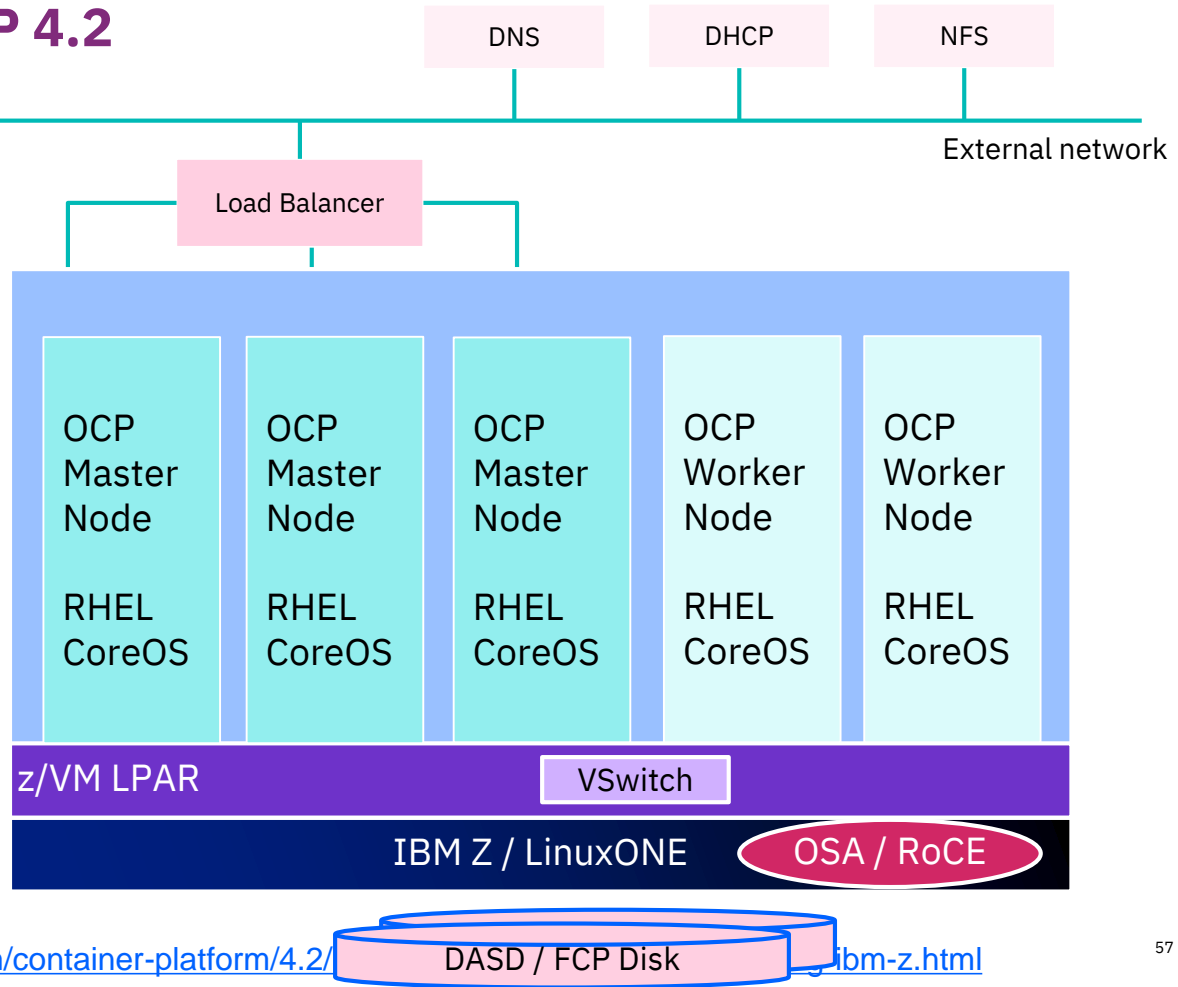 P 4.2
DNS
DHCP
NFS
External network
Load Balancer
OCP
Master
Node
RHEL
CoreOS
OCP
Master
Node
RHEL
CoreOS
OCP
Master
Node
RHEL
CoreOS
OCP
Worker
Node
RHEL
CoreOS
OCP
Worker
Node
RHEL
CoreOS
z/VM LPAR
VSwitch
IBM Z / LinuxONE
OSA / RoCE
DASD / FCP Disk
/container-platform/4.2/ ibm-z.html
57